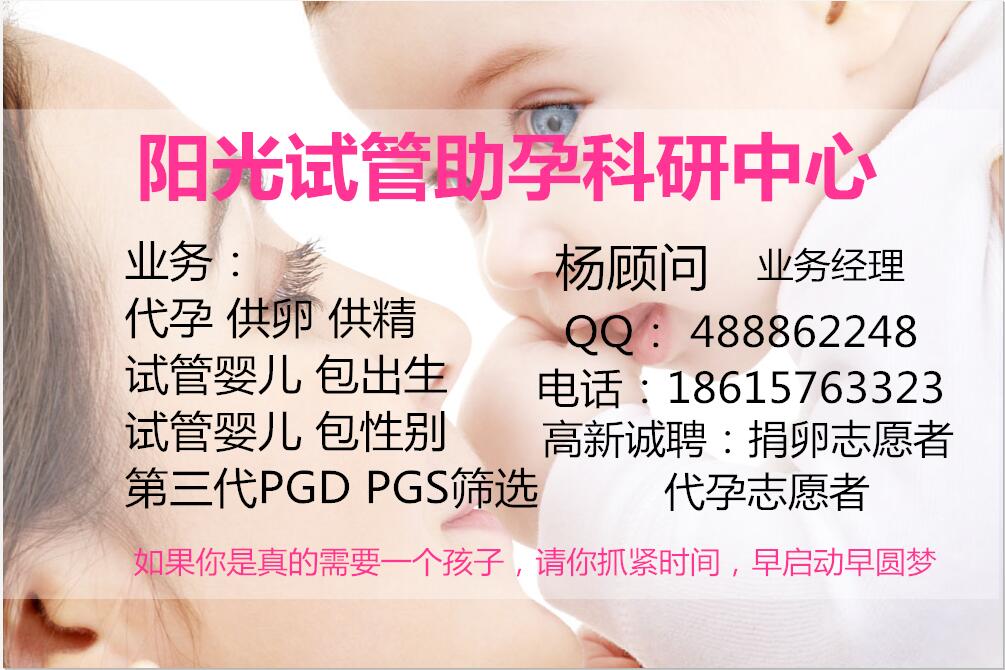 阳光试管助孕科研中心
业务：
代孕 供卵 供精
试管婴儿 包出生
试管婴儿 包性别
第三代PGD PGS筛选
杨顾问 业务经理
QQ： 488862248
电话：18615763323
高新诚聘：捐卵志愿者
代孕志愿者
如果你是真的需要一个孩子，请你抓紧时间，早启动早圆梦